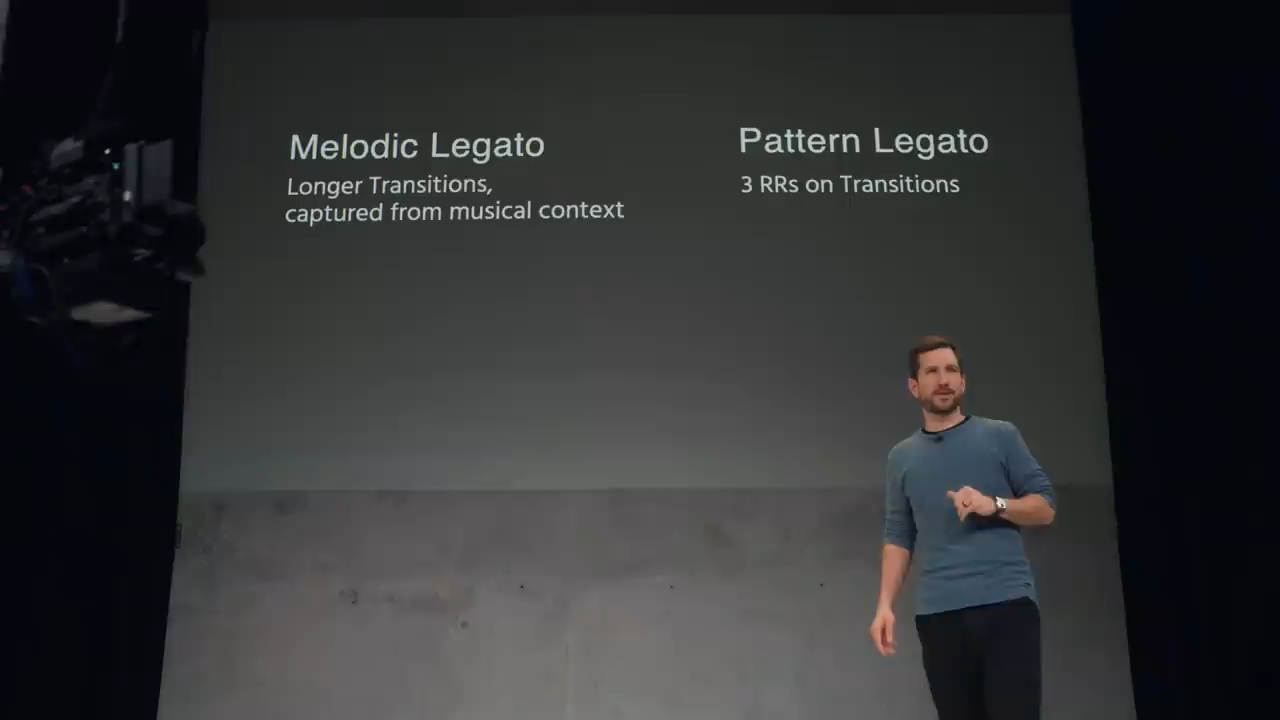 Melodic Legato
Longer Transitions,
captured from musical context
Pattern Legato
3 RRs on Transitions